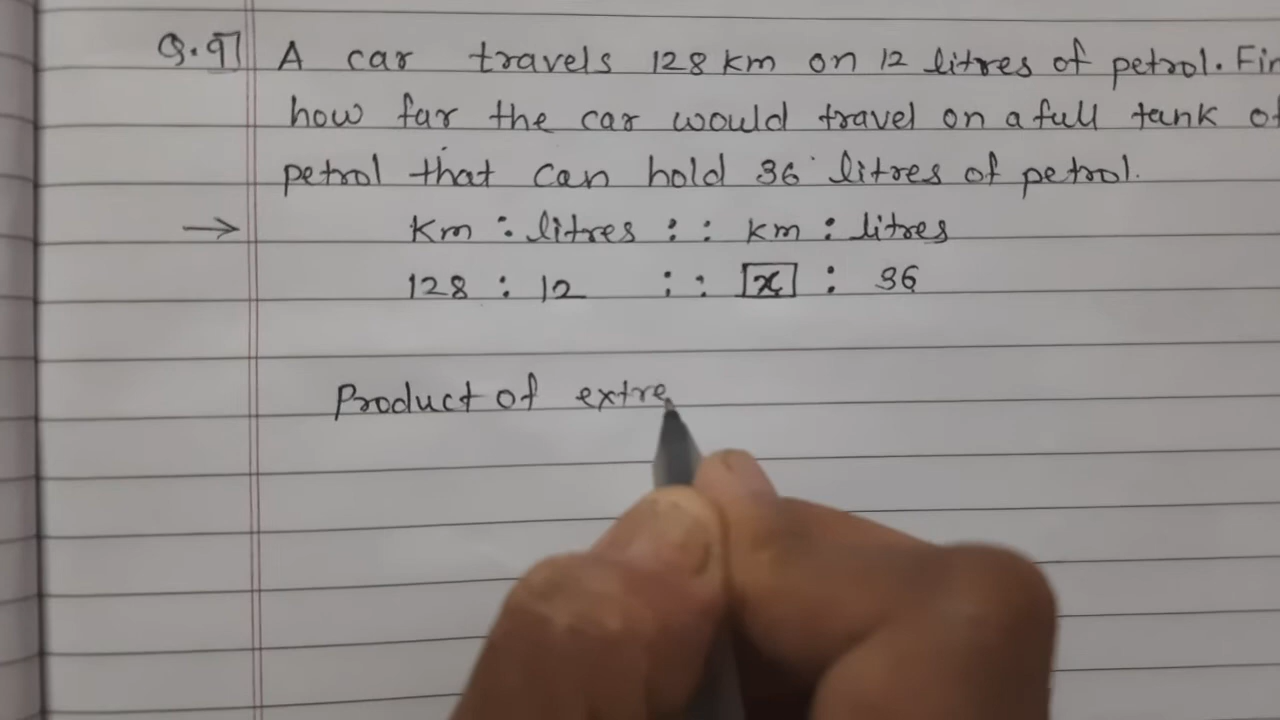 Q.9] A car travels 128 km on 12 litres of petrol. Fin
how far the car would travel on a full tank of
petrol that can hold 36 litres of petrol.
→ Km : litres : : km : litres
128 : 12 : : x : 36
Product of extre